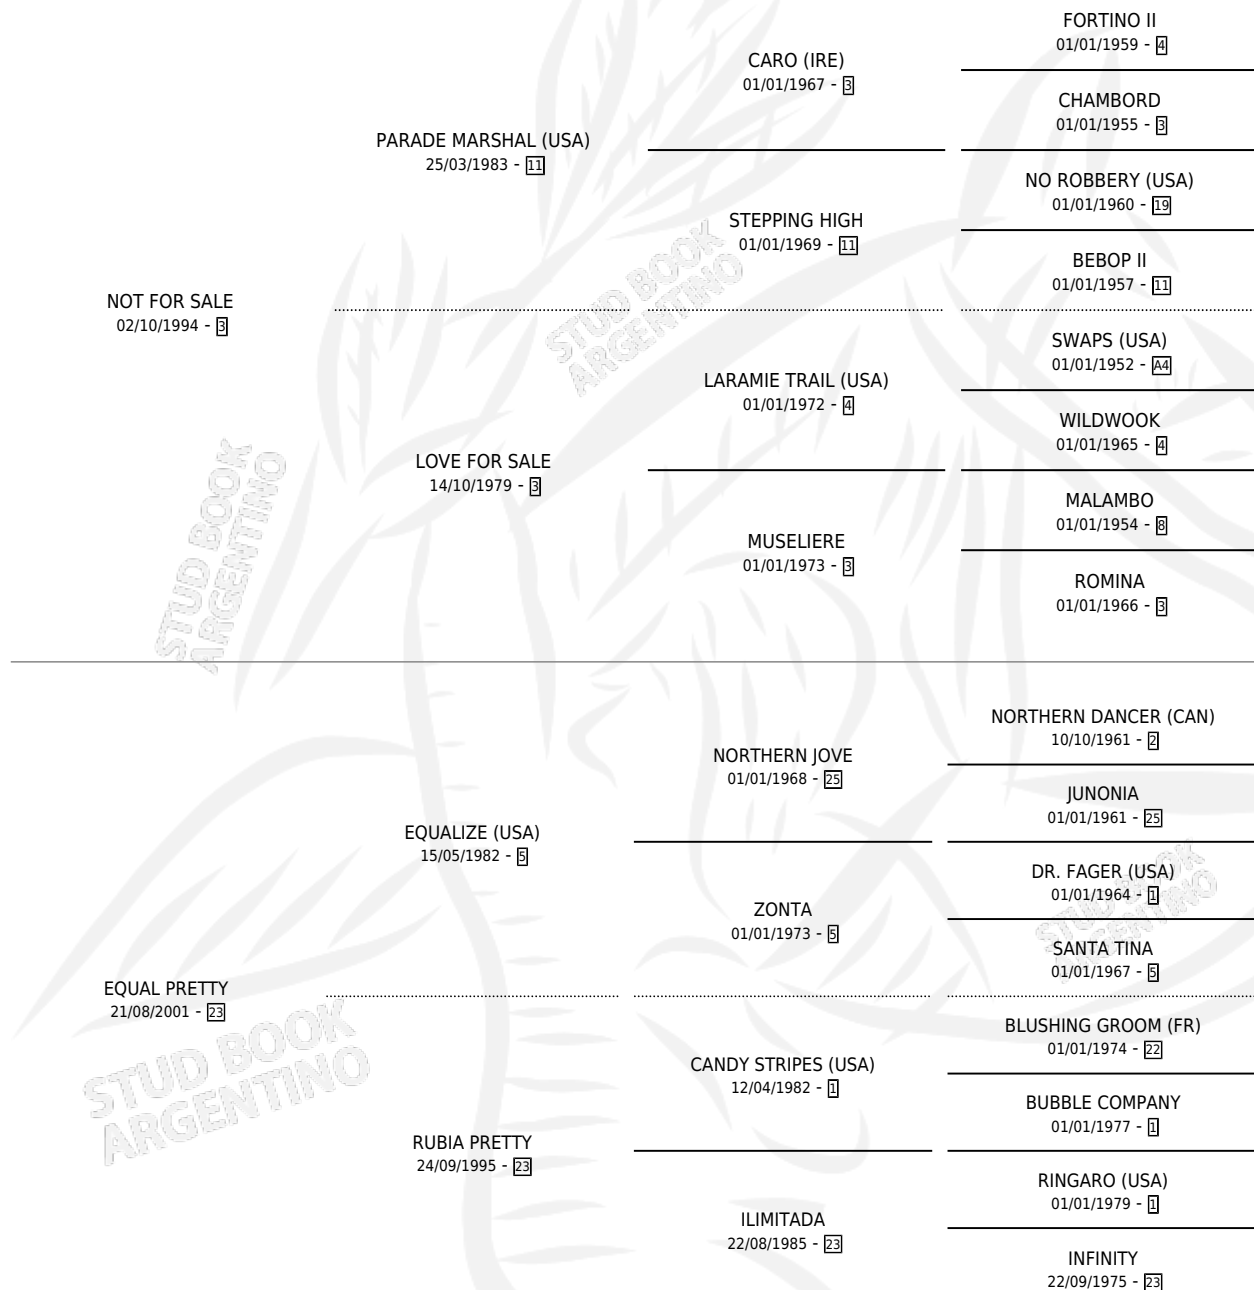 FORTINO II
01/01/1959 - 4
CARO (IRE)
01/01/1967 - 3
CHAMBORD
01/01/1955 - 3
PARADE MARSHAL (USA)
25/03/1983 - 11
NO ROBBERY (USA)
01/01/1960 - 19
STEPPING HIGH
01/01/1969 - 11
BEBOP II
01/01/1957 - 11
NOT FOR SALE
02/10/1994 - 3
STUD BOOK
ARGENTINO
SWAPS (USA)
01/01/1952 - A4
LARAMIE TRAIL (USA)
01/01/1972 - 4
WILDWOOK
01/01/1965 - 4
LOVE FOR SALE
14/10/1979 - 3
MALAMBO
01/01/1954 - 8
MUSELIERE
01/01/1973 - 3
ROMINA
01/01/1966 - 3
STUD BOOK
ARGENTINO
NORTHERN DANCER (CAN)
10/10/1961 - 2
NORTHERN JOVE
01/01/1968 - 25
JUNONIA
01/01/1961 - 25
EQUALIZE (USA)
15/05/1982 - 5
DR. FAGER (USA)
01/01/1964 - 1
ZONTA
01/01/1973 - 5
STUD BOOK
ARGENTINO
SANTA TINA
01/01/1967 - 5
EQUAL PRETTY
21/08/2001 - 23
BLUSHING GROOM (FR)
01/01/1974 - 22
CANDY STRIPES (USA)
12/04/1982 - 1
STUD BOOK
ARGENTINO
BUBBLE COMPANY
01/01/1977 - 1
RUBIA PRETTY
24/09/1995 - 23
RINGARO (USA)
01/01/1979 - 1
ILIMITADA
22/08/1985 - 23
INFINITY
22/09/1975 - 23